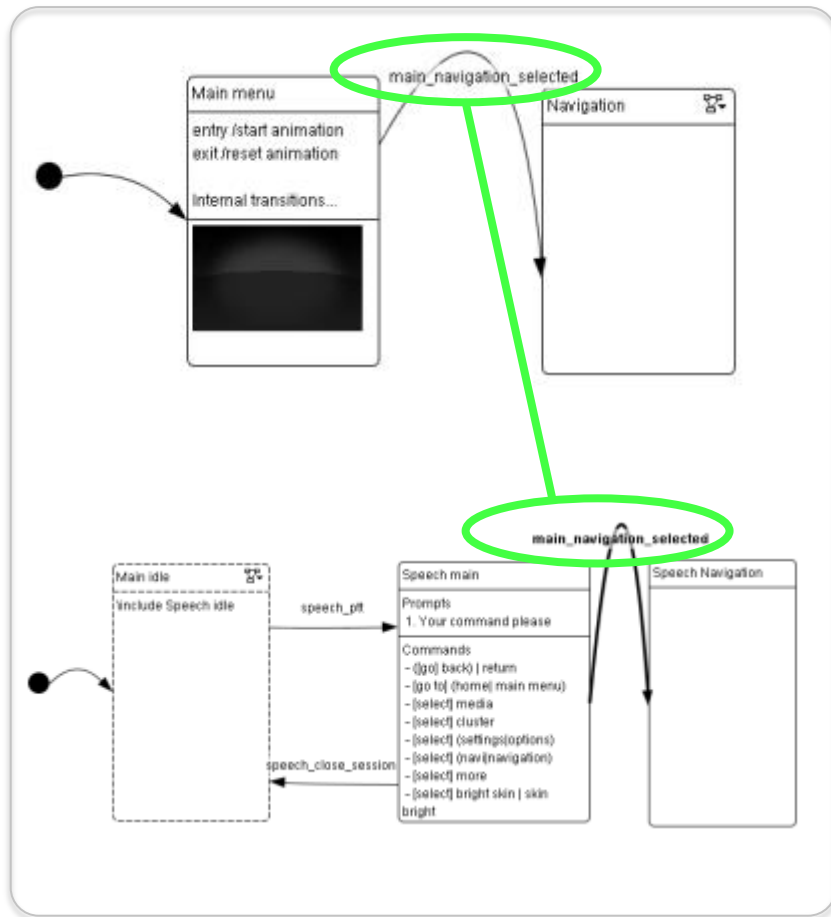 main_navigation_selected
Main menu
entry /start animation
exit /reset animation
Internal transitions...
Navigation
main_navigation_selected
Main idle
\include Speech idle
speech_ptt
speech_close_session
Speech main
Prompts
1. Your command please
Commands
- ([go] back) | return
- [go to] (home| main menu)
- [select] media
- [select] cluster
- [select] (settings|options)
- [select] (navi|navigation)
- [select] more
- [select] bright skin | skin
bright
Speech Navigation